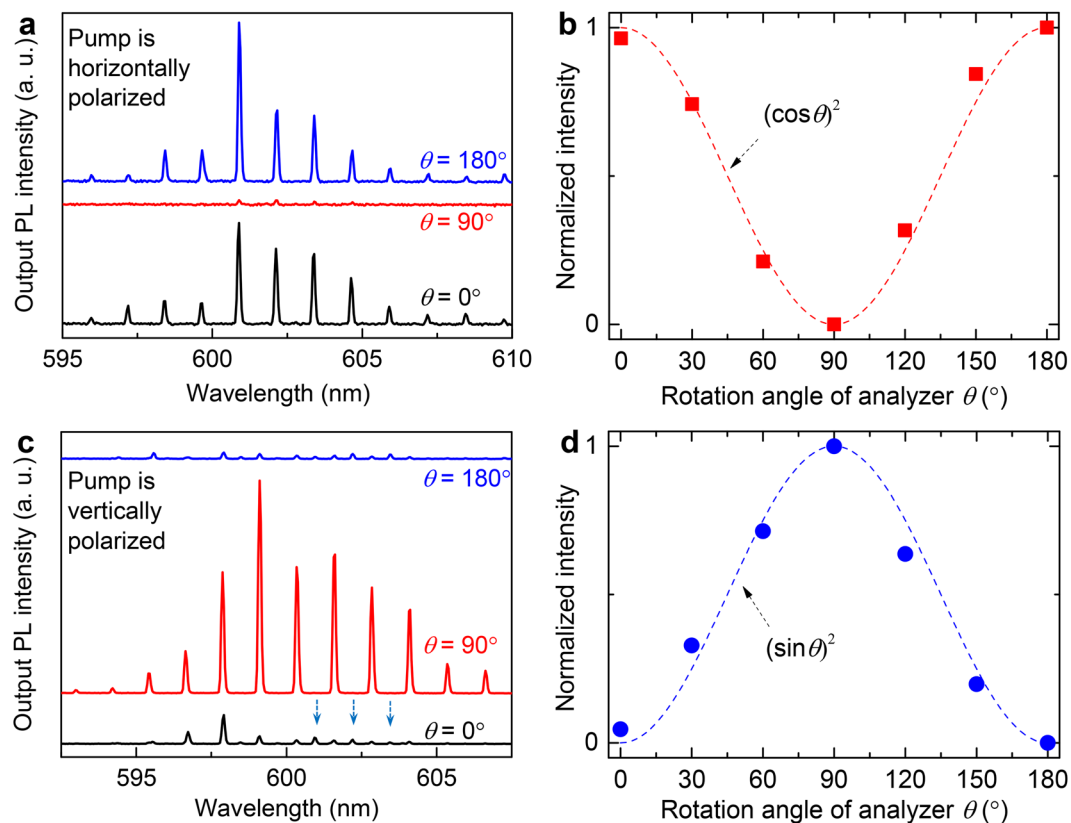 a
Pump is
horizontally
polarized
θ = 180°
θ = 90°
θ = 0°
Output PL intensity (a. u.)
595
600
605
610
Wavelength (nm)
b
1
0
(cosθ)²
Normalized intensity
0
30
60
90
120
150
180
Rotation angle of analyzer θ (°)
c
θ = 180°
Pump is
vertically
polarized
θ = 90°
θ = 0°
Output PL intensity (a. u.)
595
600
605
Wavelength (nm)
d
1
0
(sinθ)²
Normalized intensity
0
30
60
90
120
150
180
Rotation angle of analyzer θ (°)